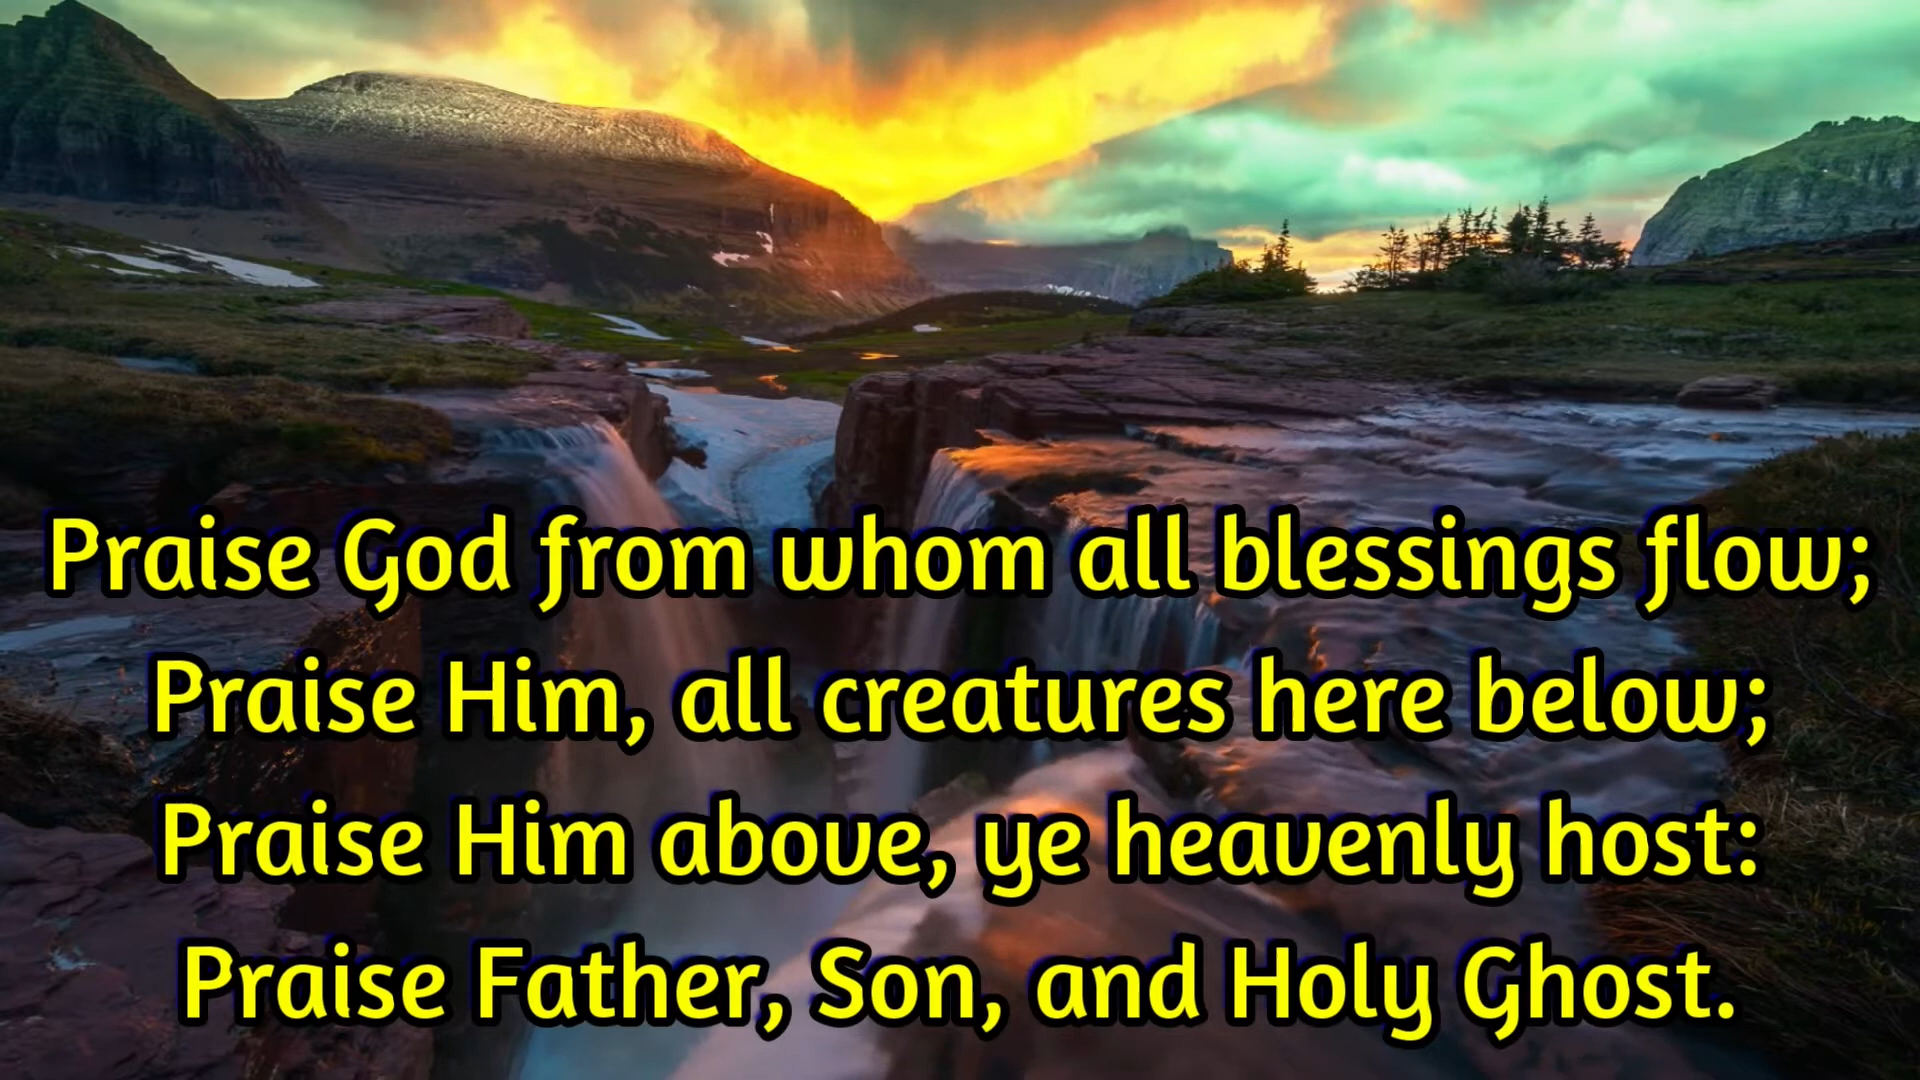 Praise God from whom all blessings flow;
Praise Him, all creatures here below;
Praise Him above, ye heavenly host:
Praise Father, Son, and Holy Ghost.